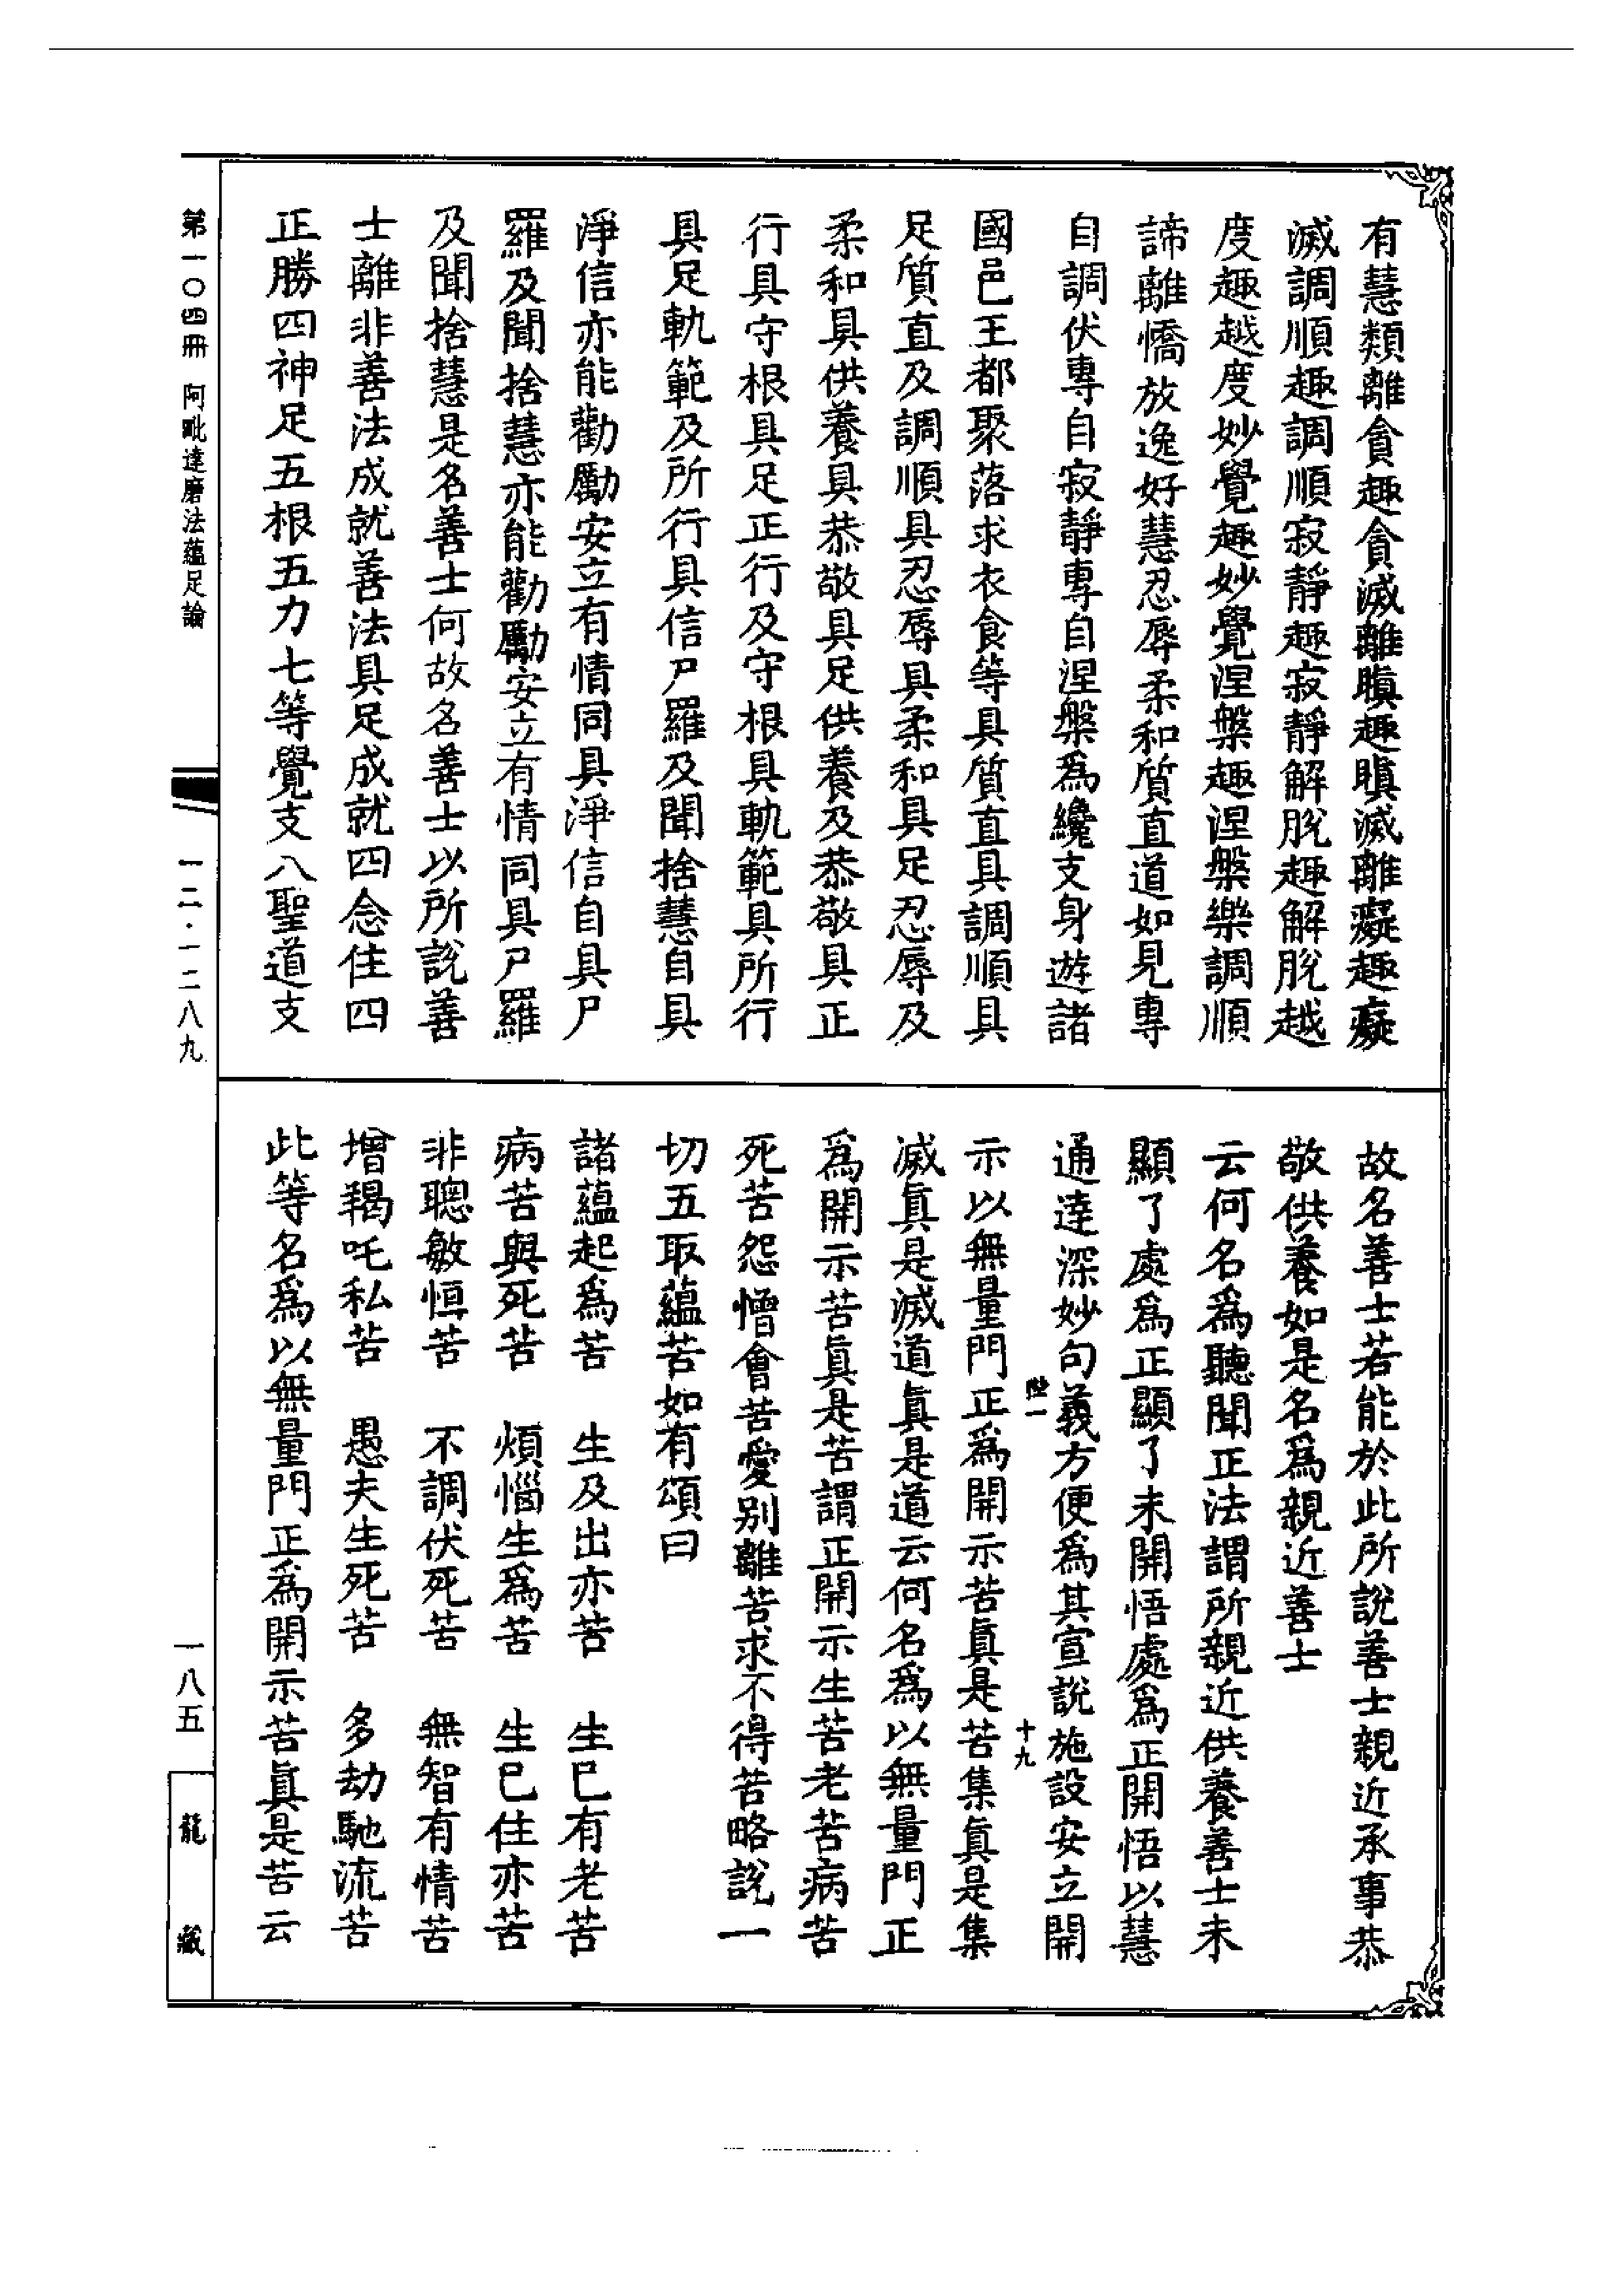 有慧類離貪趣貪滅離瞋趣瞋滅離癡趣癡
滅調順趣調順寂靜趣寂靜解脫趣解脫越
度趣越度妙覺趣妙覺涅槃趣涅槃樂調順
諦離憍放逸好慧忍辱柔和質直道如見專
自調伏專自寂靜專自涅槃為纔支身遊諸
國邑王都聚落求衣食等具質直具調順具
足質直及調順具忍辱具柔和具足忍辱及
柔和具供養具恭敬具足供養及恭敬具正
行具守根具足正行及守根具軌範具所行
具足軌範及所行具信尸羅及聞捨慧自具
淨信亦能勸勵安立有情同具淨信自具尸
羅及聞捨慧亦能勸勵安立有情同具尸羅
及聞捨慧是名善士何故名善士以所說善
士離非善法成就善法具足成就四念住四
正勝四神足五根五力七等覺支八聖道支
故名善士若能於此所說善士親近承事恭
敬供養如是名為親近善士
云何名為聽聞正法謂所親近供養善士未
顯了處為正顯了未開悟處為正開悟以慧
通達深妙句義方便為其宣說施設安立開
陛一
十九
示以無量門正為開示苦真是苦集真是集
滅真是滅道真是道云何名為以無量門正
為開示苦真是苦謂正開示生苦老苦病苦
死苦怨憎會苦愛別離苦求不得苦略說一
切五取蘊苦如有頌曰
諸蘊起為苦　生及出亦苦　生已有老苦
病苦與死苦　煩惱生為苦　生已住亦苦
非聰敏恒苦　不調伏死苦　無智有情苦
增羯吒私苦　愚夫生死苦　多劫馳流苦
此等名為以無量門正為開示苦真是苦云
第一〇四冊　阿毗達磨法蘊足論
一二·一二八九
一八五
龍藏